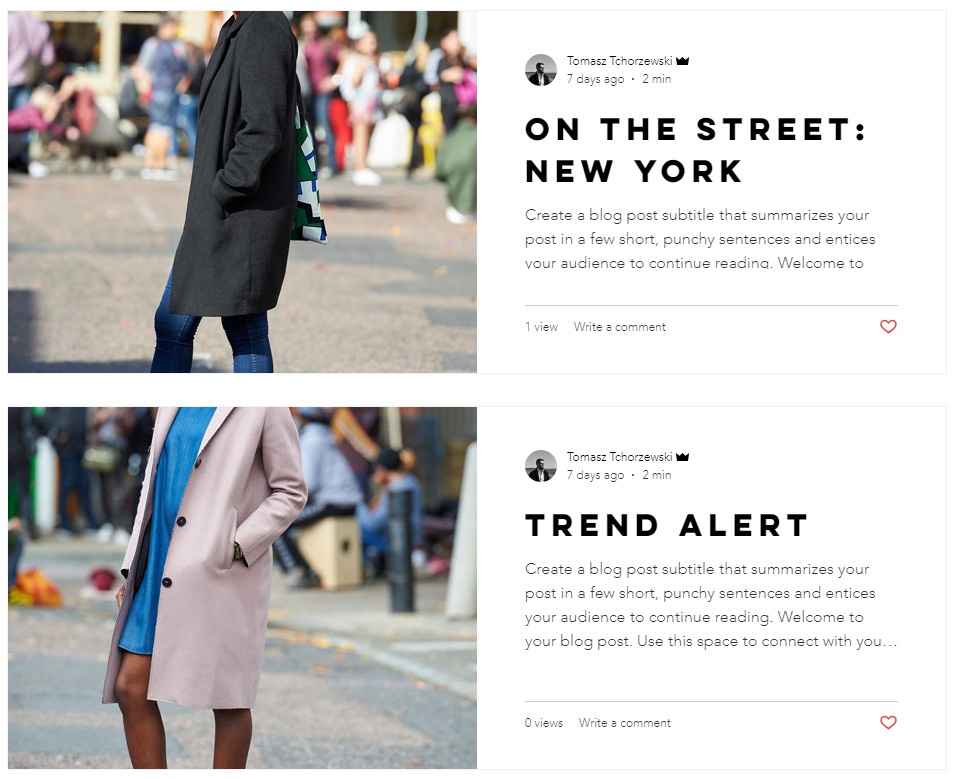 Tomasz Tchorzewski
7 days ago · 2 min
ON THE STREET:
NEW YORK
Create a blog post subtitle that summarizes your
post in a few short, punchy sentences and entices
your audience to continue reading. Welcome to
1 view Write a comment
Tomasz Tchorzewski
7 days ago · 2 min
TREND ALERT
Create a blog post subtitle that summarizes your
post in a few short, punchy sentences and entices
your audience to continue reading. Welcome to
your blog post. Use this space to connect with you…
0 views Write a comment